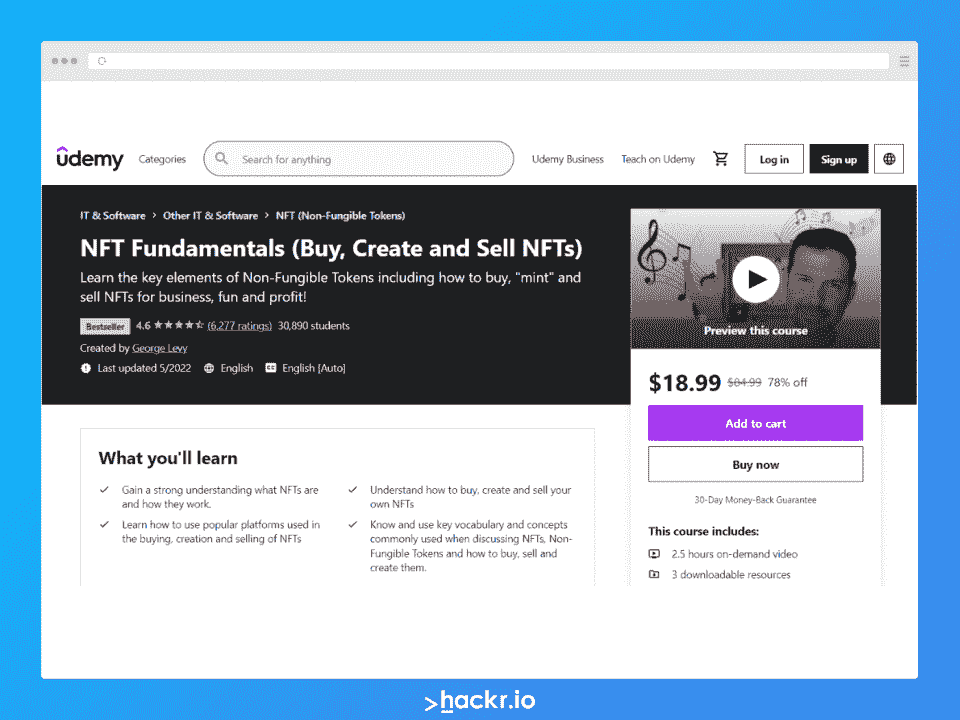 udemy Categories Search for anything Udemy Business Teach on Udemy Log in Sign up
IT & Software > Other IT & Software > NFT (Non-Fungible Tokens)
NFT Fundamentals (Buy, Create and Sell NFTs)
Learn the key elements of Non-Fungible Tokens including how to buy, "mint" and
sell NFTs for business, fun and profit!
Bestseller 4.6 (6,277 ratings) 30,890 students
Created by George Levy
Last updated 5/2022 English English [Auto]
Preview this course
$18.99 $84.99 78% off
Add to cart
Buy now
30-Day Money-Back Guarantee
This course includes:
2.5 hours on-demand video
3 downloadable resources
What you'll learn
Gain a strong understanding what NFTs are
and how they work.
Learn how to use popular platforms used in
the buying, creation and selling of NFTs
Understand how to buy, create and sell your
own NFTs
Know and use key vocabulary and concepts
commonly used when discussing NFTs, Non-
Fungible Tokens and how to buy, sell and
create them.
>hackr.io